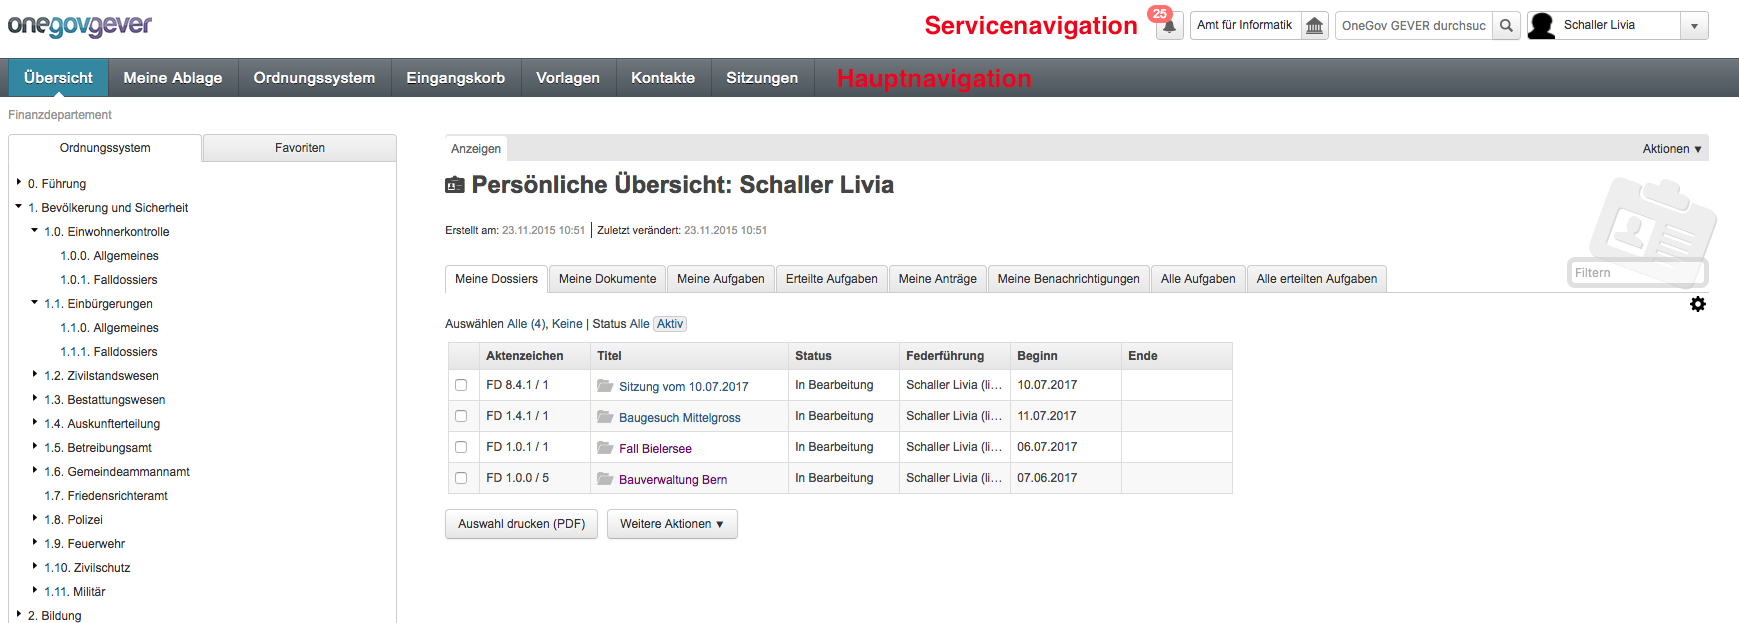 onegovgever
Servicenavigation
25
Amt für Informatik
OneGov GEVER durchsuc
Schaller Livia
Übersicht Meine Ablage Ordnungssystem Eingangskorb Vorlagen Kontakte Sitzungen
Hauptnavigation
Finanzdepartement
Ordnungssystem Favoriten
0. Führung
1. Bevölkerung und Sicherheit
1.0. Einwohnerkontrolle
1.0.0. Allgemeines
1.0.1. Falldossiers
1.1. Einbürgerungen
1.1.0. Allgemeines
1.1.1. Falldossiers
1.2. Zivilstandswesen
1.3. Bestattungswesen
1.4. Auskunfterteilung
1.5. Betreibungsamt
1.6. Gemeindeammannamt
1.7. Friedensrichteramt
1.8. Polizei
1.9. Feuerwehr
1.10. Zivilschutz
1.11. Militär
2. Bildung
Anzeigen Aktionen ▼
Persönliche Übersicht: Schaller Livia
Erstellt am: 23.11.2015 10:51 | Zuletzt verändert: 23.11.2015 10:51
Meine Dossiers Meine Dokumente Meine Aufgaben Erteilte Aufgaben Meine Anträge Meine Benachrichtigungen Alle Aufgaben Alle erteilten Aufgaben
Filtern
Auswählen Alle (4), Keine | Status Alle Aktiv
Aktenzeichen Titel Status Federführung Beginn Ende
FD 8.4.1 / 1 Sitzung vom 10.07.2017 In Bearbeitung Schaller Livia (li... 10.07.2017
FD 1.4.1 / 1 Baugesuch Mittelgross In Bearbeitung Schaller Livia (li... 11.07.2017
FD 1.0.1 / 1 Fall Bielersee In Bearbeitung Schaller Livia (li... 06.07.2017
FD 1.0.0 / 5 Bauverwaltung Bern In Bearbeitung Schaller Livia (li... 07.06.2017
Auswahl drucken (PDF) Weitere Aktionen ▼